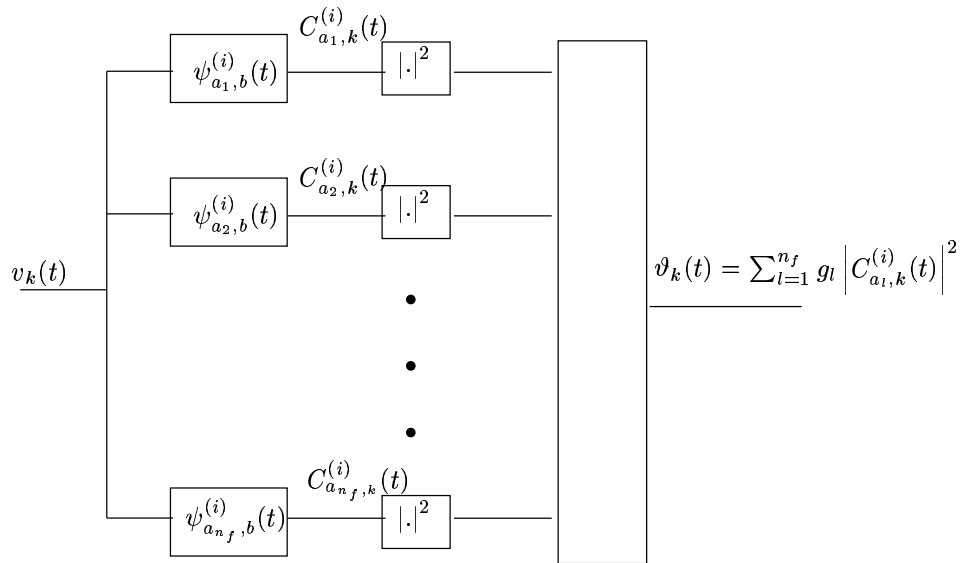 C_{a_1,k}^{(i)}(t)
ψ_{a_1,b}^{(i)}(t)
|.|^2
C_{a_2,k}^{(i)}(t)
ψ_{a_2,b}^{(i)}(t)
|.|^2
v_k(t)
ϑ_k(t) = ∑_{l=1}^{n_f} g_l |C_{a_l,k}^{(i)}(t)|^2
C_{a_{n_f,k}}^{(i)}(t)
ψ_{a_{n_f},b}^{(i)}(t)
|.|^2